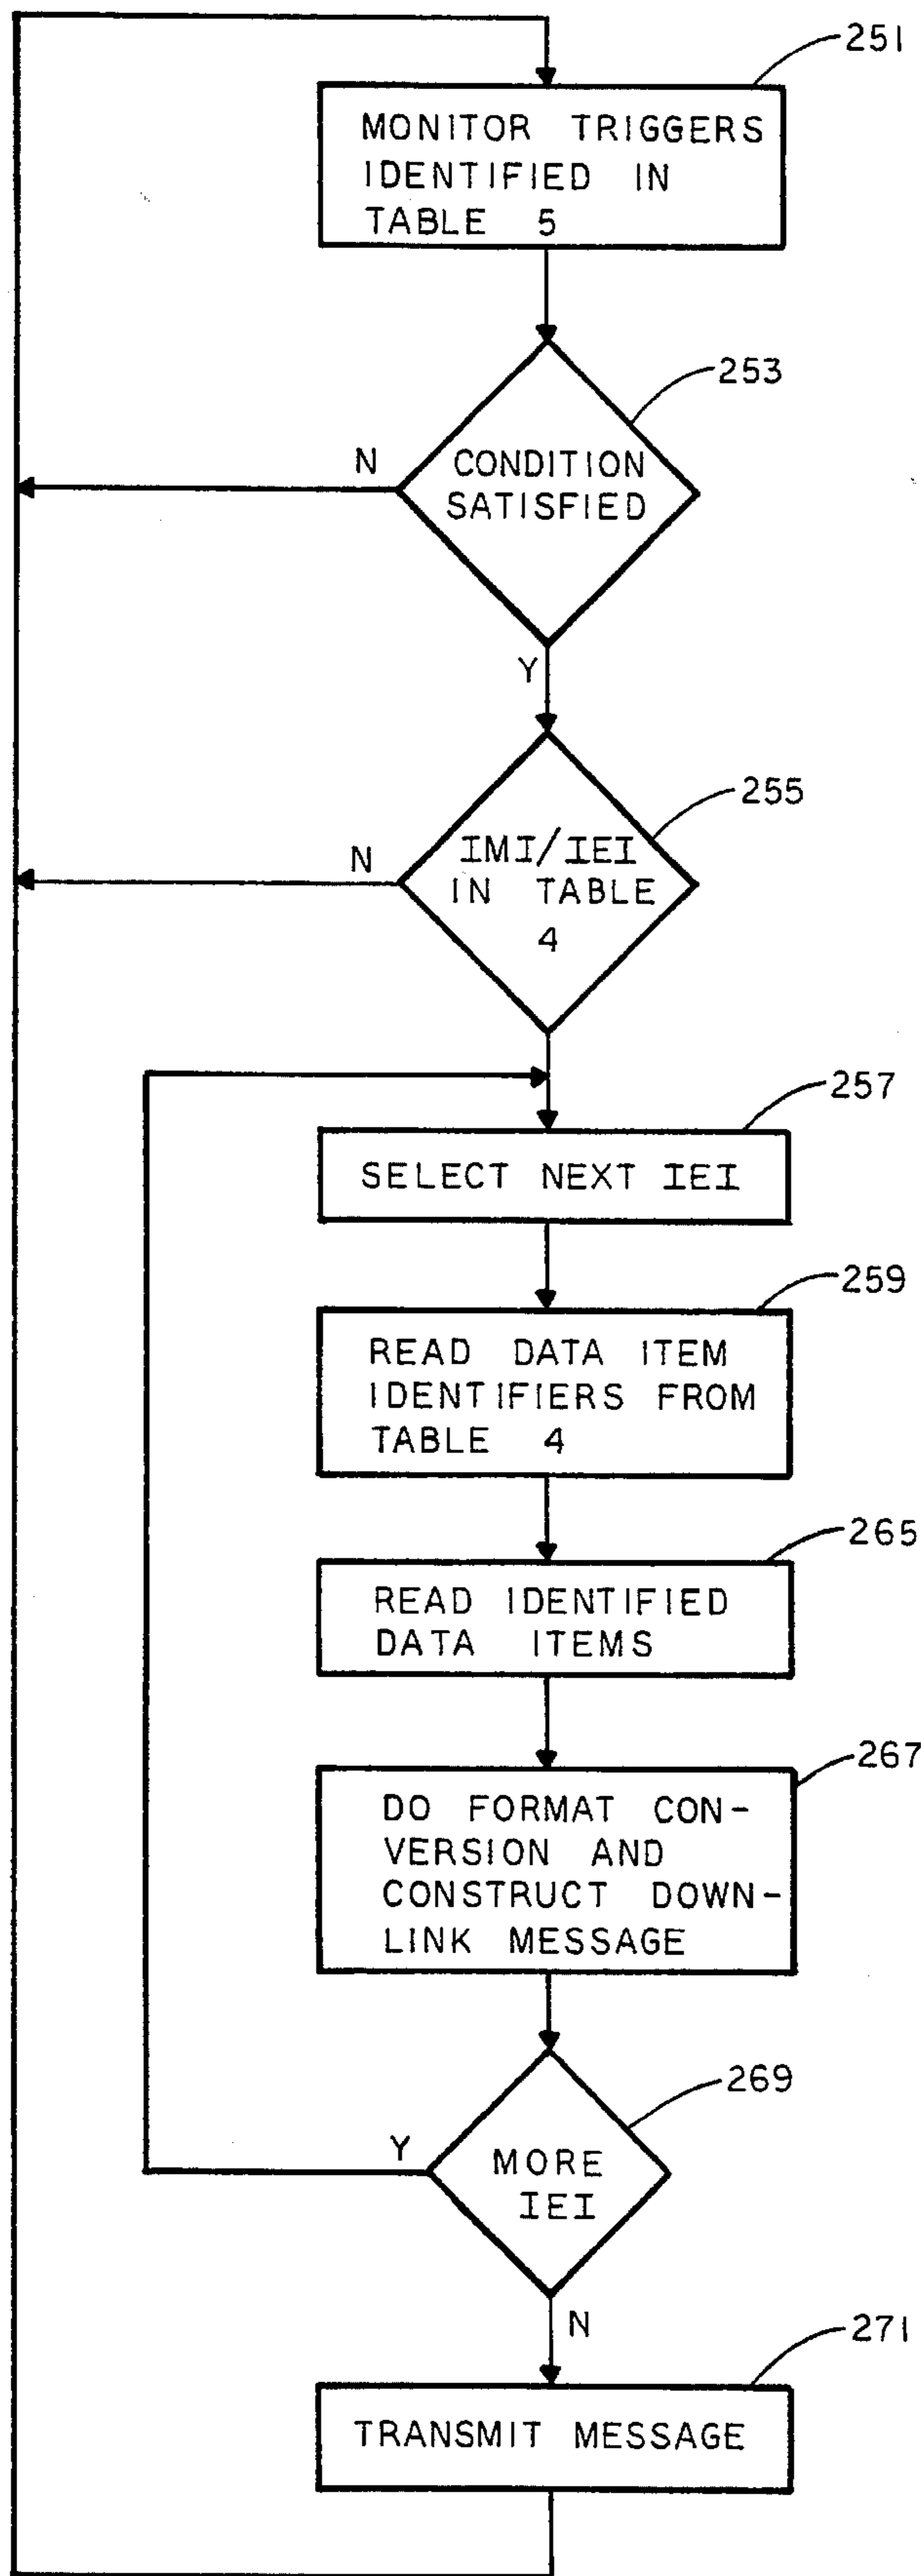 251
MONITOR TRIGGERS
IDENTIFIED IN
TABLE 5
253
CONDITION
SATISFIED
N
Y
255
IMI/IEI
IN TABLE
4
N
257
SELECT NEXT IEI
259
READ DATA ITEM
IDENTIFIERS FROM
TABLE 4
265
READ IDENTIFIED
DATA ITEMS
267
DO FORMAT CON-
VERSION AND
CONSTRUCT DOWN-
LINK MESSAGE
269
Y
MORE
IEI
N
271
TRANSMIT MESSAGE